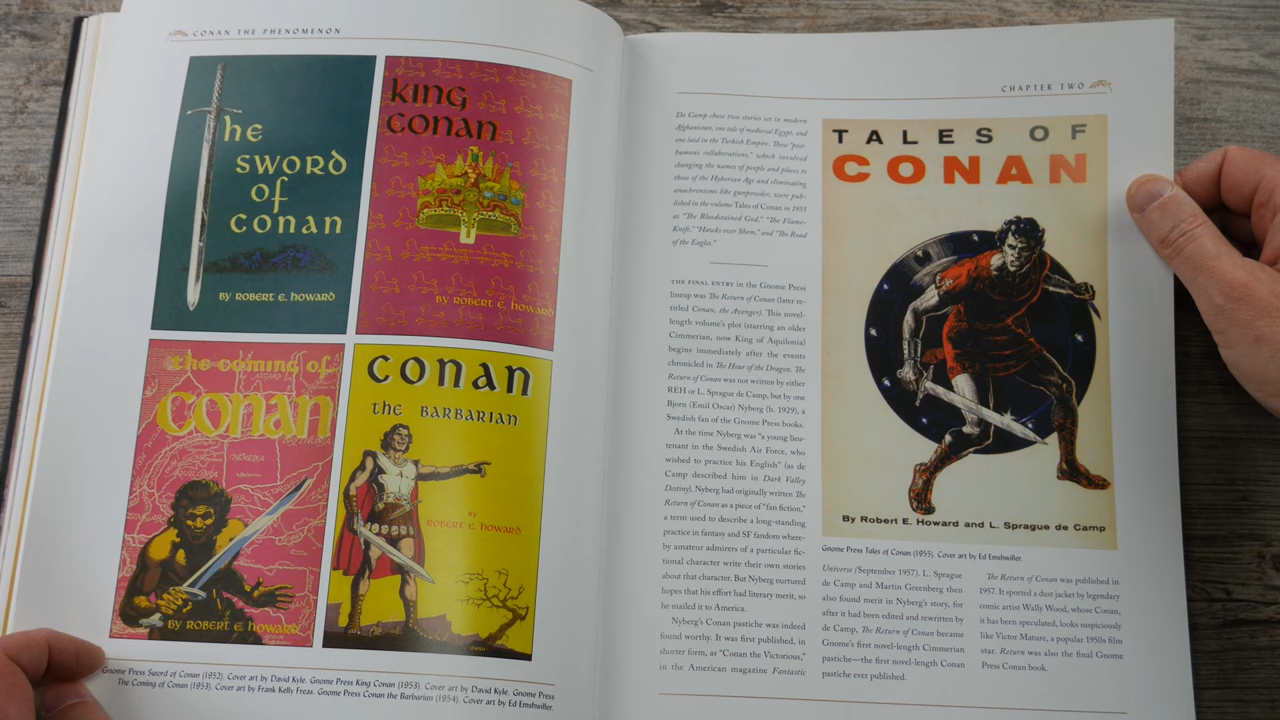 CONAN THE PHENOMENON
The
SWORD
OF
CONAN
BY ROBERT E. HOWARD
KING
CONAN
BY ROBERT E. HOWARD
the coming of
conan
BY ROBERT E. HOWARD
CONAN
THE BARBARIAN
BY
ROBERT E. HOWARD
Gnome Press Sword of Conan (1952). Cover art by David Kyle. Gnome Press King Conan (1953). Cover art by David Kyle. Gnome Press
The Coming of Conan (1953). Cover art by Frank Kelly Freas. Gnome Press Conan the Barbarian (1954). Cover art by Ed Emshwiller.
CHAPTER TWO
De Camp chose two stories set in modern
Afghanistan, one tale of medieval Egypt, and
one laid in the Turkish Empire. These "post-
humous collaborations," which involved
changing the names of people and places to
those of the Hyborian Age and eliminating
anachronisms like gunpowder, were pub-
lished in the volume Tales of Conan in 1955
as "The Bloodstained God," "The Flame-
Knife," "Hawks over Shem," and "The Road
of the Eagles."
THE FINAL ENTRY in the Gnome Press
lineup was The Return of Conan (later re-
titled Conan, the Avenger). This novel-
length volume's plot (starring an older
Cimmerian, now King of Aquilonia)
begins immediately after the events
chronicled in The Hour of the Dragon. The
Return of Conan was not written by either
REH or L. Sprague de Camp, but by one
Bjorn (Emil Oscar) Nyberg (b. 1929), a
Swedish fan of the Gnome Press books.
At the time Nyberg was "a young lieu-
tenant in the Swedish Air Force, who
wished to practice his English" (as de
Camp described him in Dark Valley
Destiny). Nyberg had originally written The
Return of Conan as a piece of "fan fiction,"
a term used to describe a long-standing
practice in fantasy and SF fandom where-
by amateur admirers of a particular fic-
tional character write their own stories
about that character. But Nyberg nurtured
hopes that his effort had literary merit, so
he mailed it to America.
Nyberg's Conan pastiche was indeed
found worthy. It was first published, in
shorter form, as "Conan the Victorious,"
in the American magazine Fantastic
TALES OF
CONAN
By Robert E. Howard and L. Sprague de Camp
Gnome Press Tales of Conan (1955). Cover art by Ed Emshwiller.
Universe (September 1957). L. Sprague
de Camp and Martin Greenberg then
also found merit in Nyberg's story, for
after it had been edited and rewritten by
de Camp, The Return of Conan became
Gnome's first novel-length Cimmerian
pastiche—the first novel-length Conan
pastiche ever published.
The Return of Conan was published in
1957. It sported a dust jacket by legendary
comic artist Wally Wood, whose Conan,
it has been speculated, looks suspiciously
like Victor Mature, a popular 1950s film
star. Return was also the final Gnome
Press Conan book.